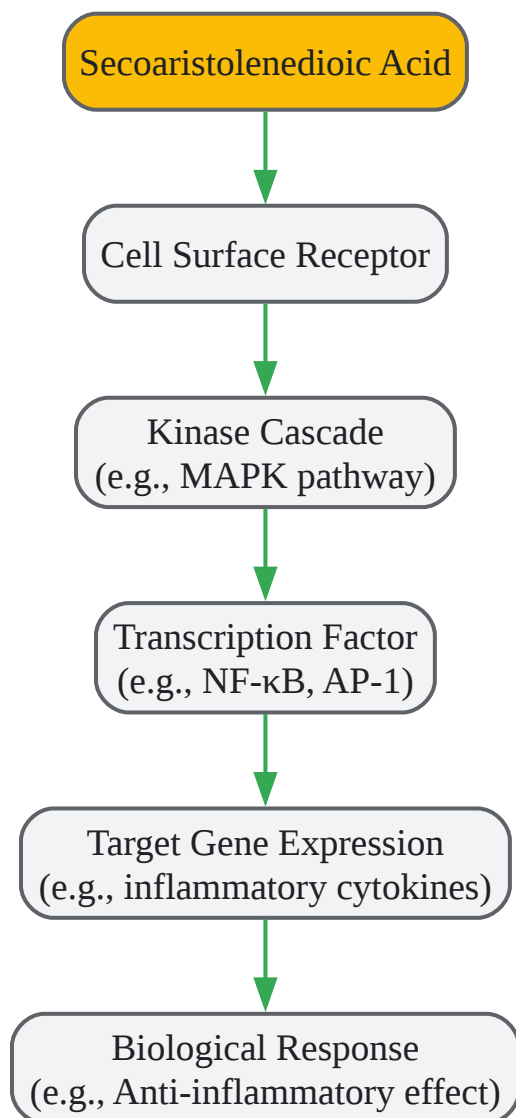 Secoaristolenedioic Acid
Cell Surface Receptor
Kinase Cascade
(e.g., MAPK pathway)
Transcription Factor
(e.g., NF-κB, AP-1)
Target Gene Expression
(e.g., inflammatory cytokines)
Biological Response
(e.g., Anti-inflammatory effect)